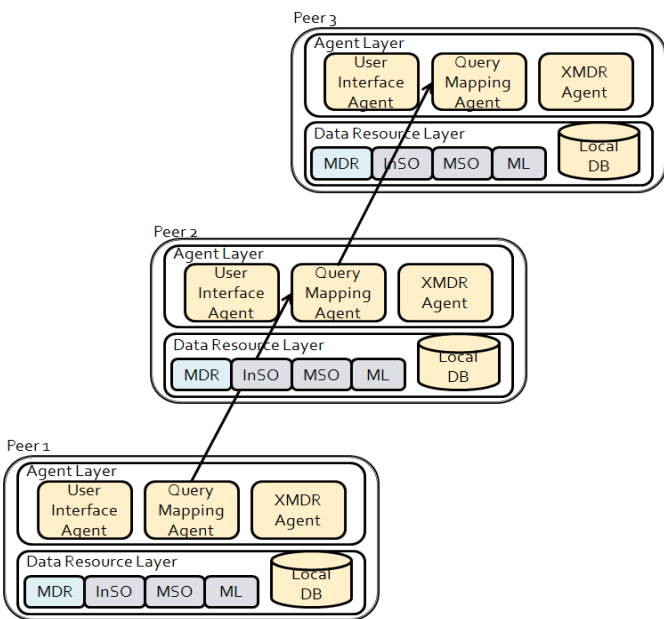 Peer 3
Agent Layer
User Interface Agent
Query Mapping Agent
XMDR Agent
Data Resource Layer
MDR
InSO
MSO
ML
Local DB
Peer 2
Agent Layer
User Interface Agent
Query Mapping Agent
XMDR Agent
Data Resource Layer
MDR
InSO
MSO
ML
Local DB
Peer 1
Agent Layer
User Interface Agent
Query Mapping Agent
XMDR Agent
Data Resource Layer
MDR
InSO
MSO
ML
Local DB